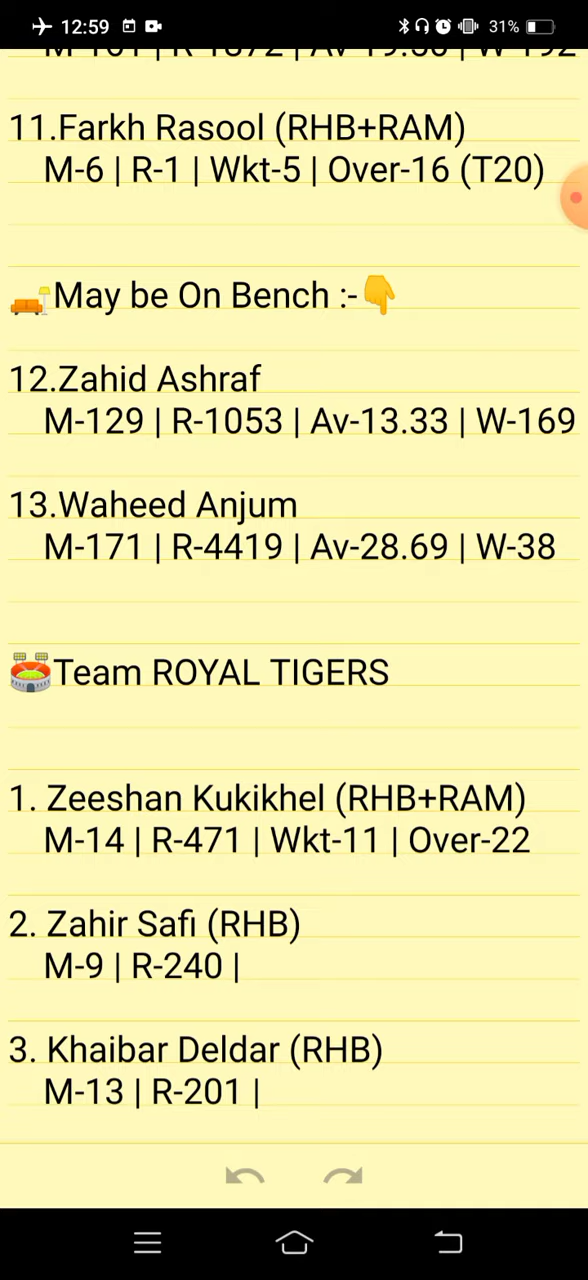 12:59
31%
11.Farkh Rasool (RHB+RAM)
M-6 | R-1 | Wkt-5 | Over-16 (T20)
🛋️May be On Bench :-👇
12.Zahid Ashraf
M-129 | R-1053 | Av-13.33 | W-169
13.Waheed Anjum
M-171 | R-4419 | Av-28.69 | W-38
🏟️Team ROYAL TIGERS
1. Zeeshan Kukikhel (RHB+RAM)
M-14 | R-471 | Wkt-11 | Over-22
2. Zahir Safi (RHB)
M-9 | R-240 |
3. Khaibar Deldar (RHB)
M-13 | R-201 |